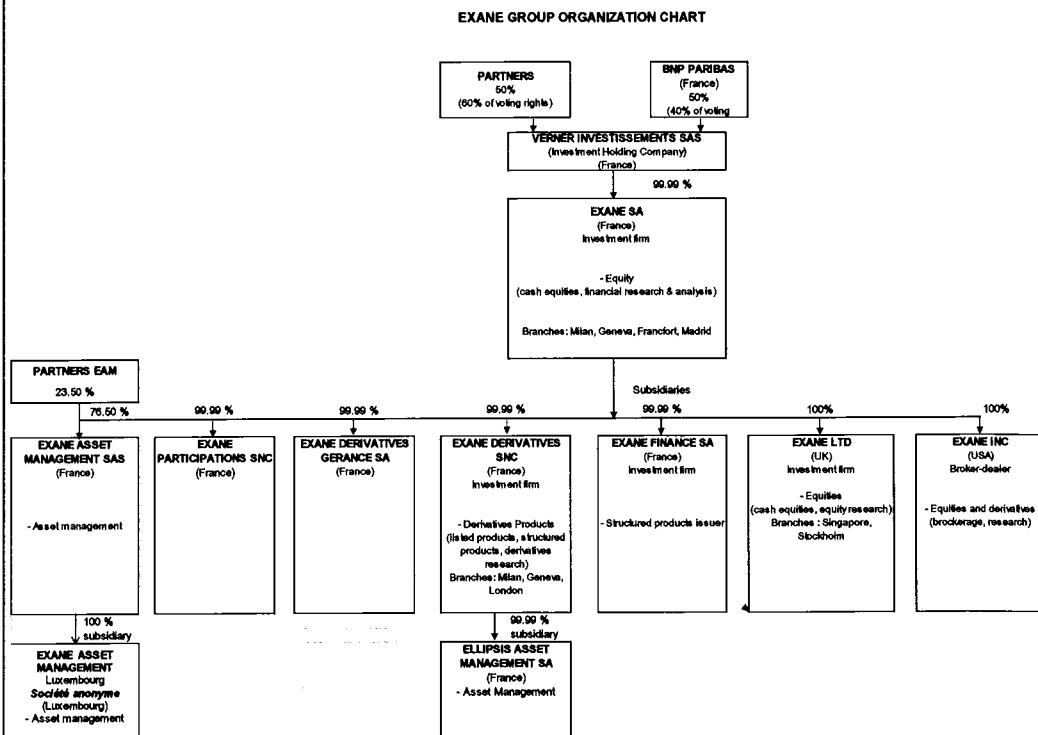 EXANE GROUP ORGANIZATION CHART
PARTNERS
50%
(60% of voting rights)
BNP PARIBAS
(France)
50%
(40% of voting
VERNER INVESTISSEMENTS SAS
(Investment Holding Company)
(France)
99.99 %
EXANE SA
(France)
Investment firm
- Equity
(cash equities, financial research & analysis)
Branches: Milan, Geneva, Francfort, Madrid
PARTNERS EAM
23.50 %
Subsidiaries
76.50 %
99.99 %
99.99 %
99.99 %
99.99 %
100%
100%
EXANE ASSET
MANAGEMENT SAS
(France)
- Asset management
EXANE
PARTICIPATIONS SNC
(France)
EXANE DERIVATIVES
GERANCE SA
(France)
EXANE DERIVATIVES
SNC
(France)
Investment firm
- Derivatives Products
(listed products, structured
products, derivatives
research)
Branches: Milan, Geneva,
London
EXANE FINANCE SA
(France)
Investment firm
- Structured products issuer
EXANE LTD
(UK)
Investment firm
- Equities
(cash equities, equity research)
Branches : Singapore,
Stockholm
EXANE INC
(USA)
Broker-dealer
- Equities and derivatives
(brockerage, research)
100 %
subsidiary
99.99 %
subsidiary
EXANE ASSET
MANAGEMENT
Luxembourg
Société anonyme
(Luxembourg)
- Asset management
ELLIPSIS ASSET
MANAGEMENT SA
(France)
- Asset Management